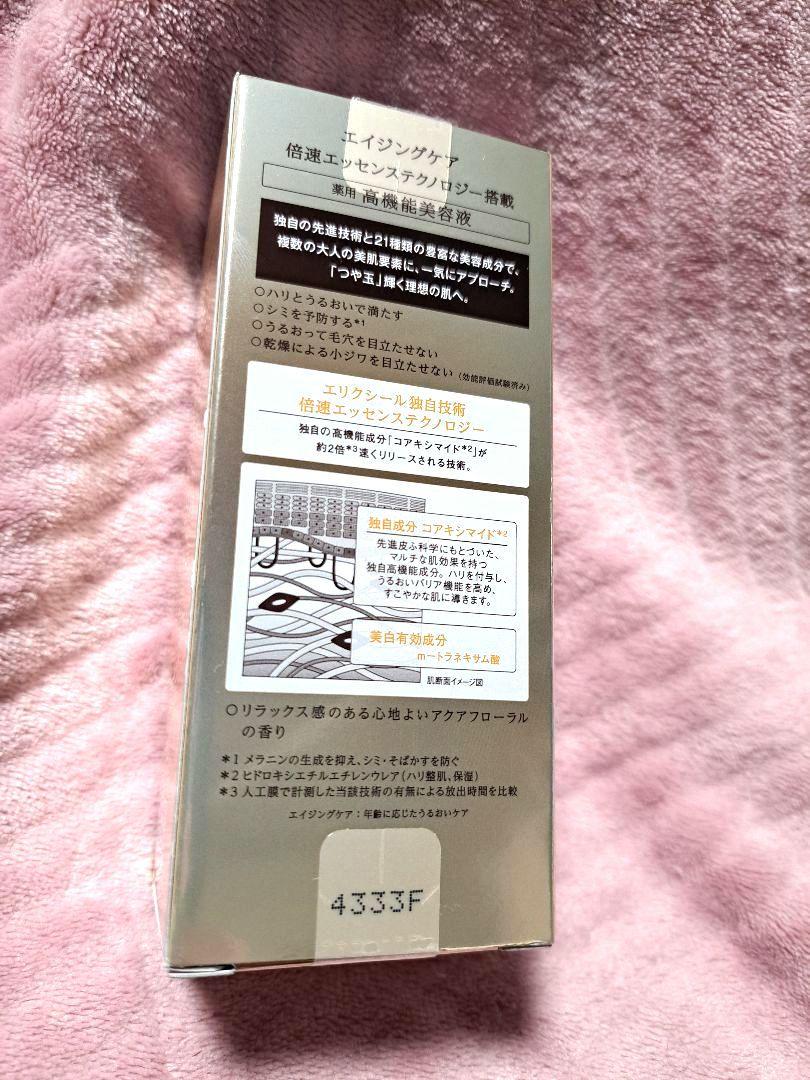 エイジングケア
倍速エッセンステクノロジー搭載
薬用 高機能美容液
独自の先進技術と21種類の豊富な美容成分で、
複数の大人の美肌要素に、一気にアプローチ。
「つや玉」輝く理想の肌へ。
○ハリとうるおいで満たす
○シミを予防する*1
○うるおって毛穴を目立たせない
○乾燥による小ジワを目立たせない（効能評価試験済み）
エリクシール独自技術
倍速エッセンステクノロジー
独自の高機能成分「コアキシマイド*2」が
約2倍*3速くリリースされる技術。
独自成分 コアキシマイド*2
先進皮ふ科学にもとづいた、
マルチな肌効果を持つ
独自高機能成分。ハリを付与し、
うるおいバリア機能を高め、
すこやかな肌に導きます。
美白有効成分
m－トラネキサム酸
肌断面イメージ図
○リラックス感のある心地よいアクアフローラル
の香り
*1 メラニンの生成を抑え、シミ・そばかすを防ぐ
*2 ヒドロキシエチルエチレンウレア（ハリ整肌、保湿）
*3 人工膜で計測した当該技術の有無による放出時間を比較
エイジングケア：年齢に応じたうるおいケア
4333F